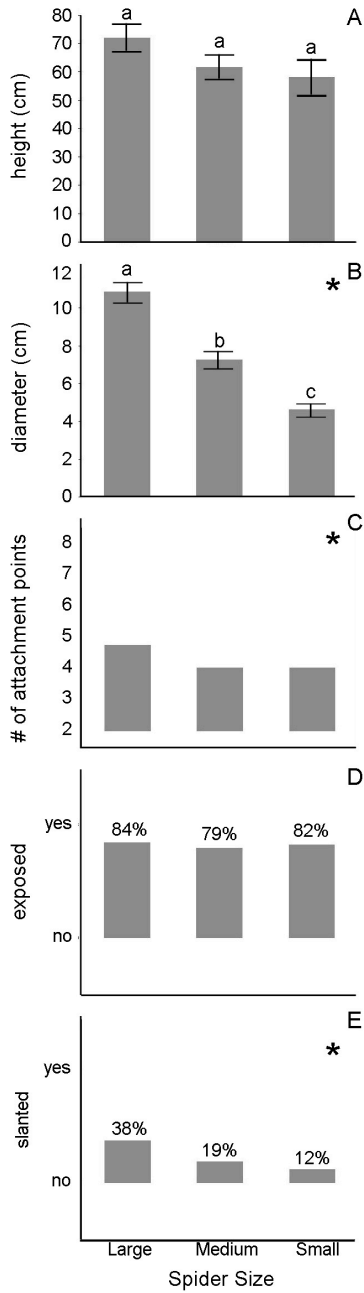 A
height (cm)
80
70
60
50
40
30
20
10
0
a
a
a
B
diameter (cm)
12
10
8
6
4
2
0
a
b
c
*
C
# of attachment points
8
7
6
5
4
3
2
*
D
exposed
yes
no
84%
79%
82%
E
slanted
yes
no
38%
19%
12%
*
Large Medium Small
Spider Size